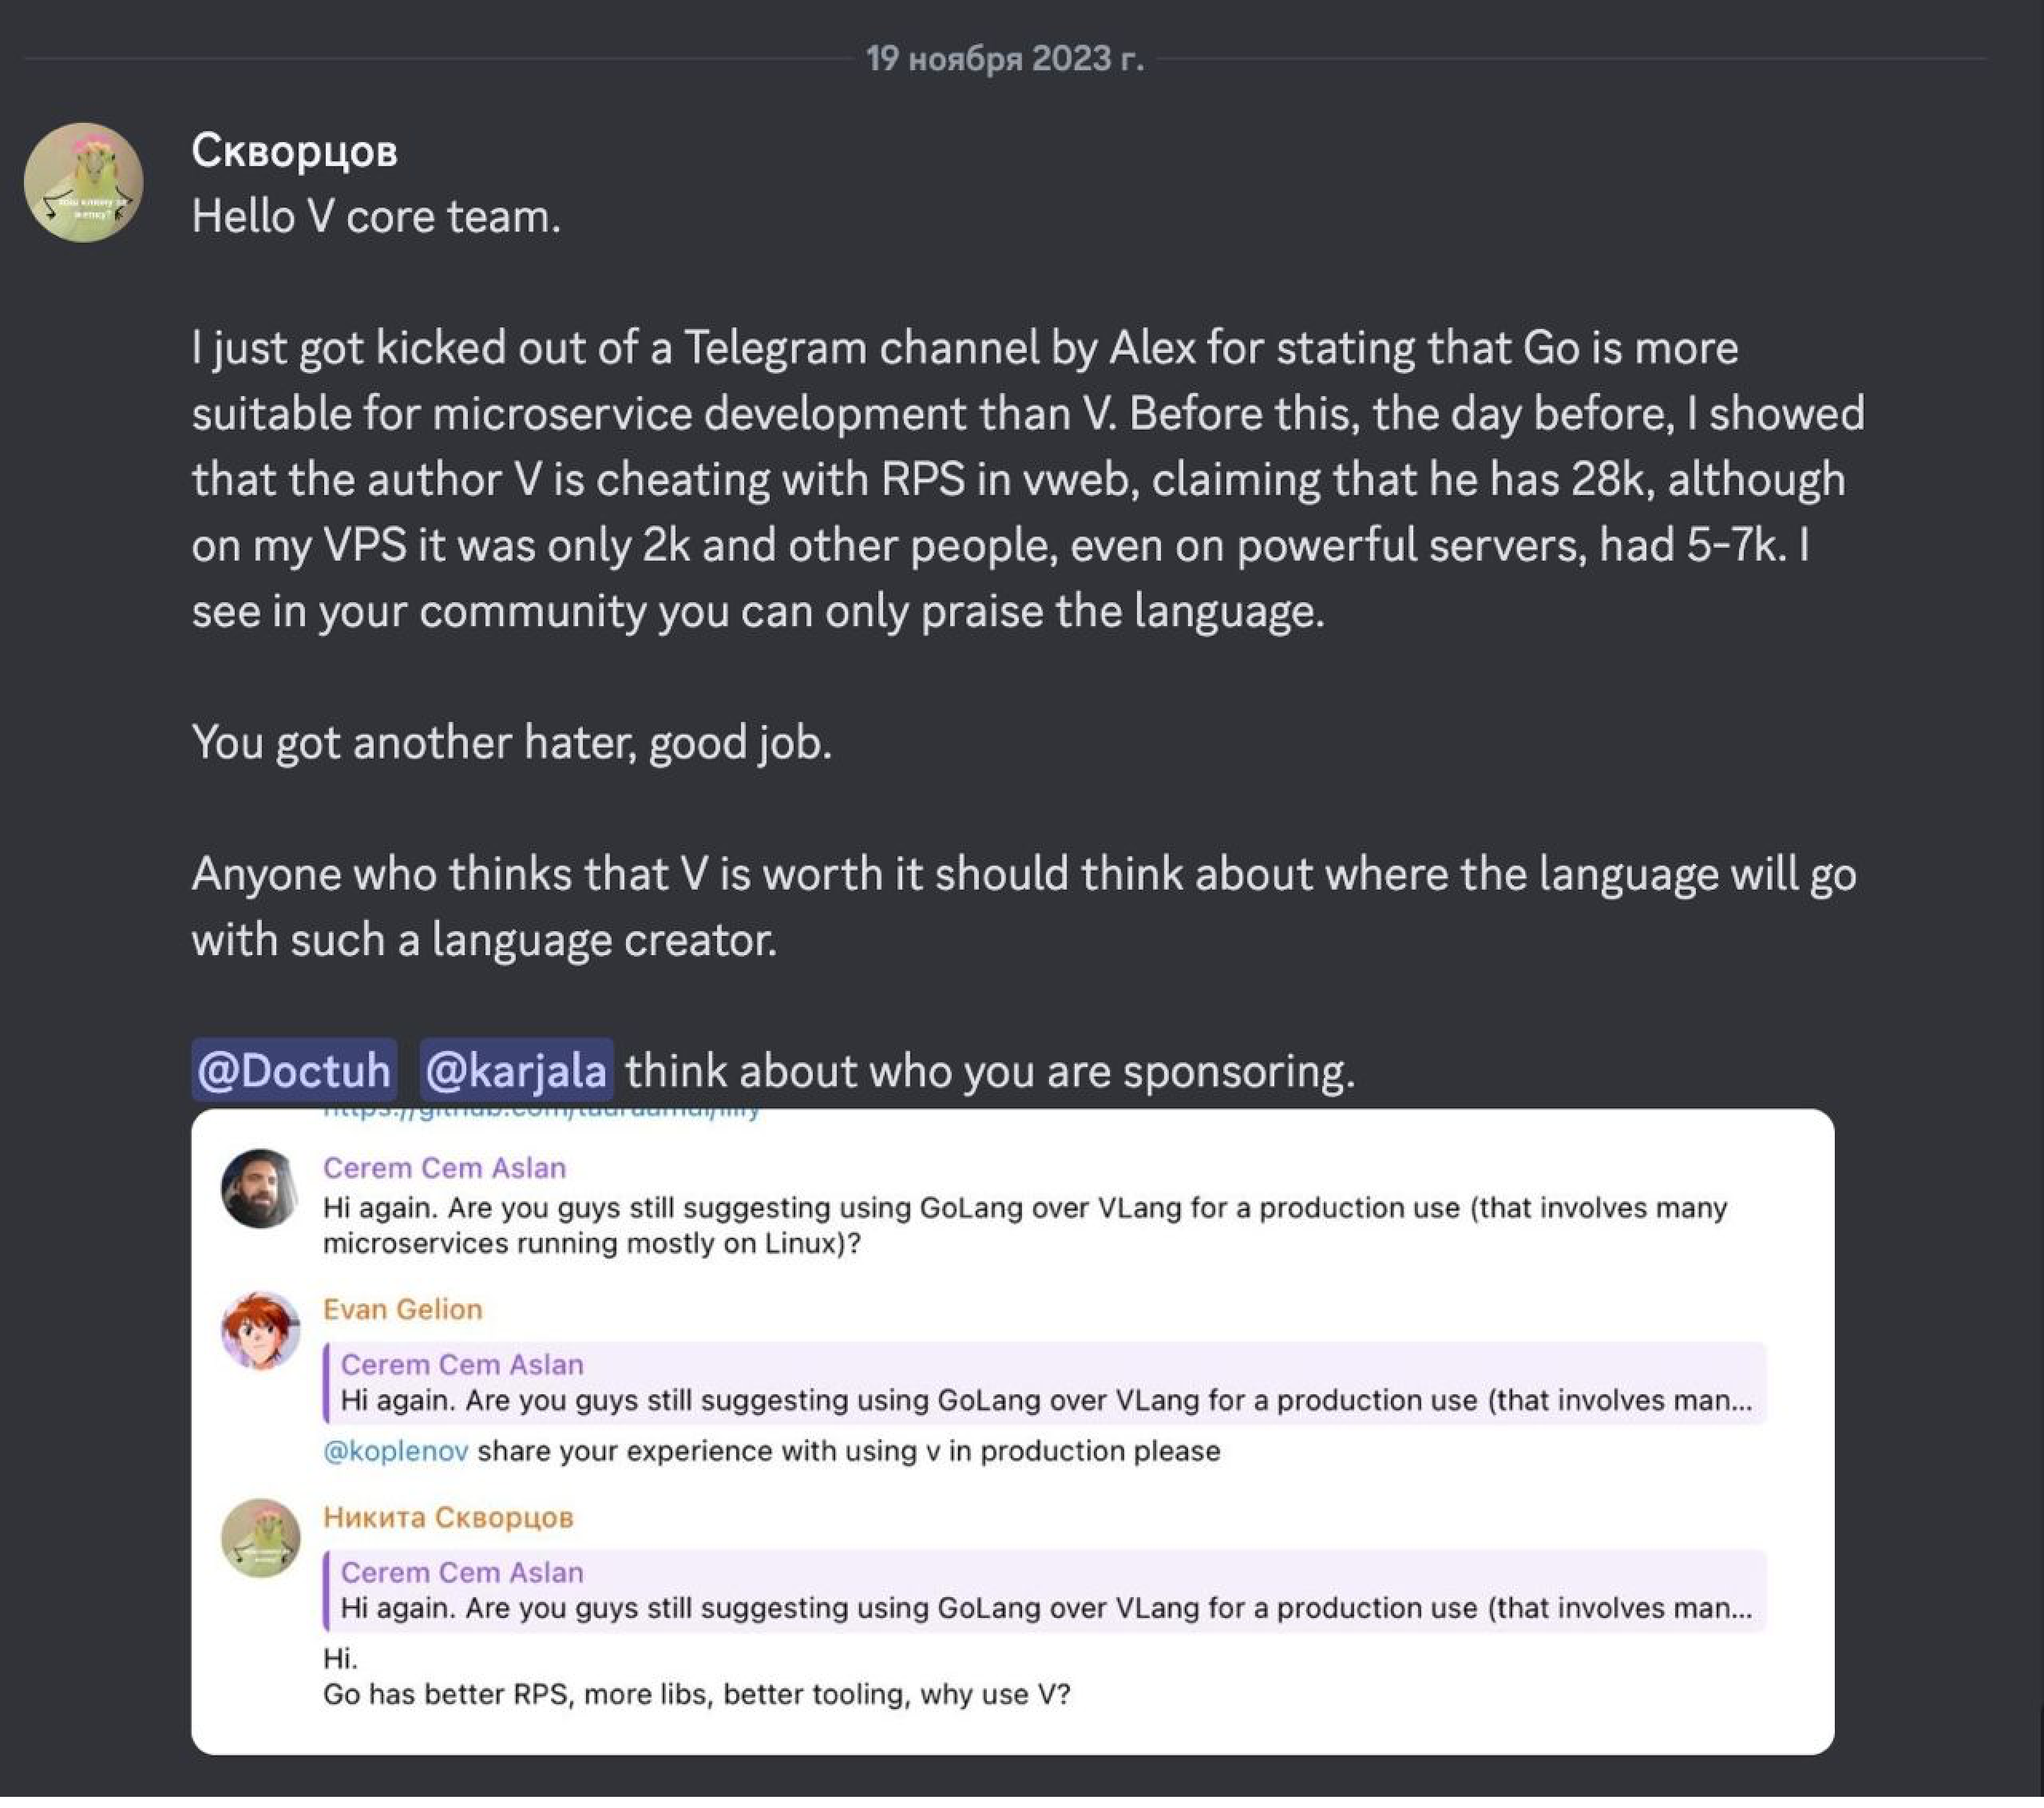 19 ноября 2023 г.
Скворцов
Hello V core team.
I just got kicked out of a Telegram channel by Alex for stating that Go is more
suitable for microservice development than V. Before this, the day before, I showed
that the author V is cheating with RPS in vweb, claiming that he has 28k, although
on my VPS it was only 2k and other people, even on powerful servers, had 5-7k. I
see in your community you can only praise the language.
You got another hater, good job.
Anyone who thinks that V is worth it should think about where the language will go
with such a language creator.
@Doctuh @karjala think about who you are sponsoring.
Cerem Cem Aslan
Hi again. Are you guys still suggesting using GoLang over VLang for a production use (that involves many
microservices running mostly on Linux)?
Evan Gelion
Cerem Cem Aslan
Hi again. Are you guys still suggesting using GoLang over VLang for a production use (that involves man...
@koplenov share your experience with using v in production please
Никита Скворцов
Cerem Cem Aslan
Hi again. Are you guys still suggesting using GoLang over VLang for a production use (that involves man...
Hi.
Go has better RPS, more libs, better tooling, why use V?